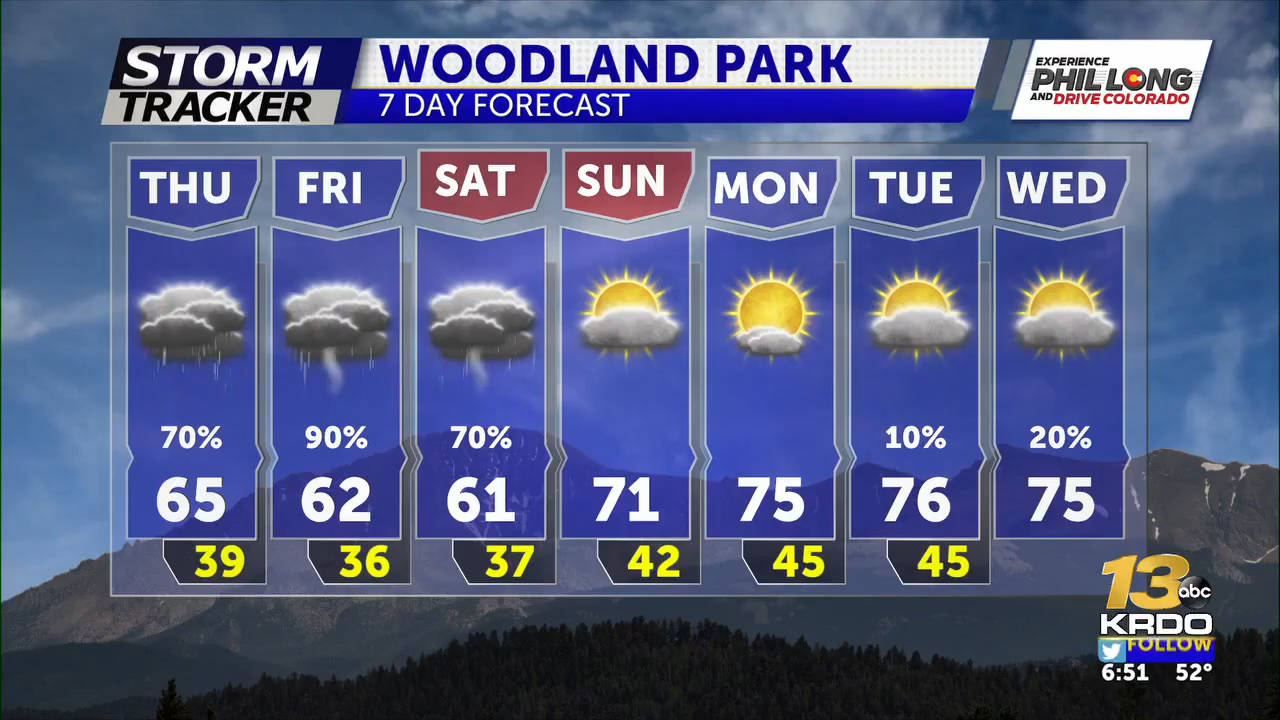 STORM
TRACKER
WOODLAND PARK
7 DAY FORECAST
EXPERIENCE
PHIL LONG
AND DRIVE COLORADO
THU FRI SAT SUN MON TUE WED
70% 90% 70% 10% 20%
65 62 61 71 75 76 75
39 36 37 42 45 45
13 abc
KRDO
FOLLOW
6:51 52°